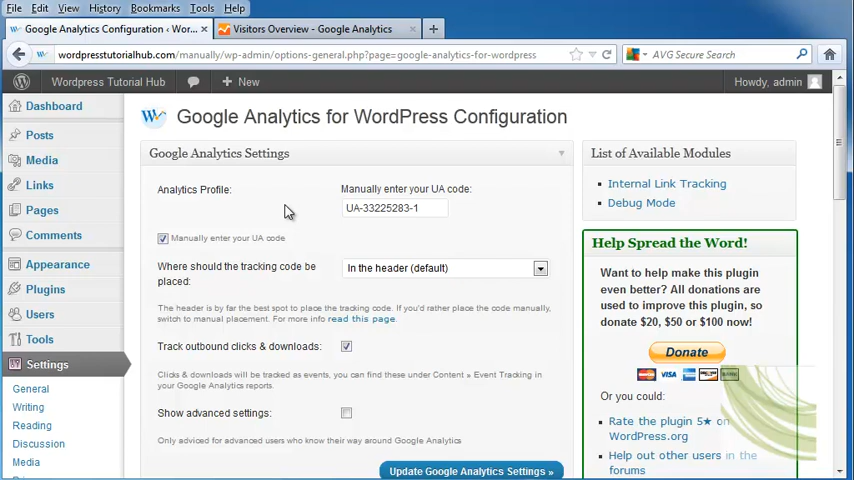 File Edit View History Bookmarks Tools Help
Google Analytics Configuration ‹ Wor... × Visitors Overview - Google Analytics × +
wordpresstutorialhub.com/manually/wp-admin/options-general.php?page=google-analytics-for-wordpress AVG Secure Search
Wordpress Tutorial Hub + New Howdy, admin
Dashboard
Posts
Media
Links
Pages
Comments
Appearance
Plugins
Users
Tools
Settings
General
Writing
Reading
Discussion
Media
Google Analytics for WordPress Configuration
Google Analytics Settings
Analytics Profile:
Manually enter your UA code:
UA-33225283-1
Manually enter your UA code
Where should the tracking code be
placed:
In the header (default)
The header is by far the best spot to place the tracking code. If you'd rather place the code manually,
switch to manual placement. For more info read this page.
Track outbound clicks & downloads:
Clicks & downloads will be tracked as events, you can find these under Content » Event Tracking in
your Google Analytics reports.
Show advanced settings:
Only adviced for advanced users who know their way around Google Analytics
Update Google Analytics Settings »
List of Available Modules
Internal Link Tracking
Debug Mode
Help Spread the Word!
Want to help make this plugin
even better? All donations are
used to improve this plugin, so
donate $20, $50 or $100 now!
Donate
VISA
Or you could:
Rate the plugin 5★ on
WordPress.org
Help out other users in the
forums